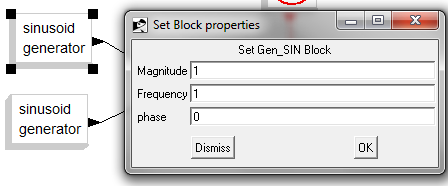 sinusoid
generator
sinusoid
generator
Set Block properties
Set Gen_SIN Block
Magnitude 1
Frequency 1
phase 0
Dismiss OK